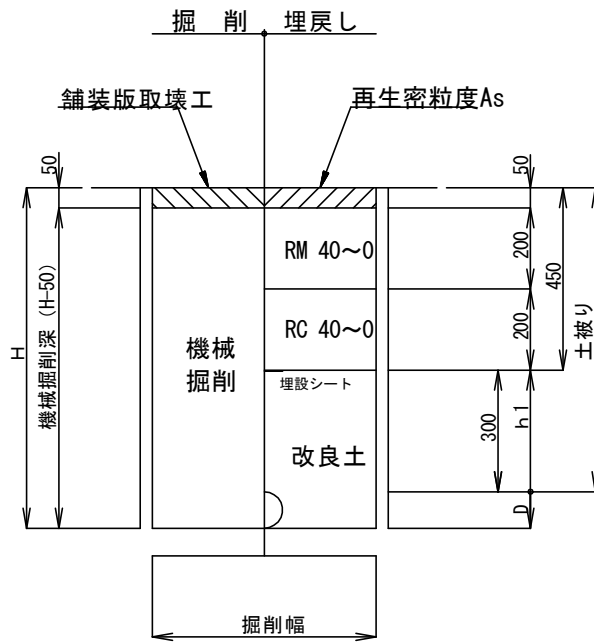 掘　削　埋戻し
舗装版取壊工
再生密粒度As
50
50
RM 40～0
200
450
機械掘削深 (H-50)
H
RC 40～0
200
土被り
機械
掘削
埋設シート
300
h1
改良土
D
掘削幅